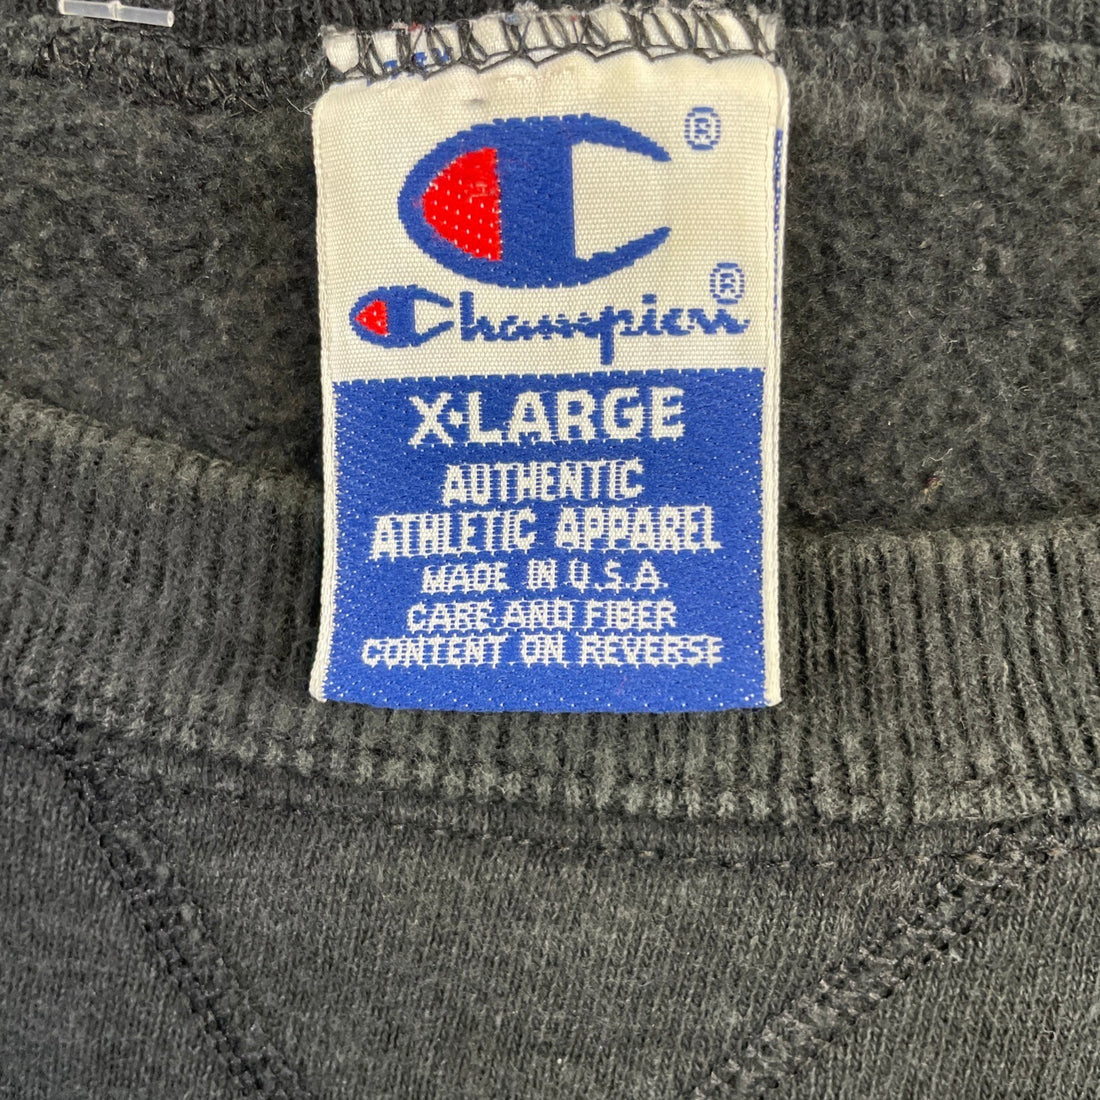 ®
Champion®
X·LARGE
AUTHENTIC
ATHLETIC APPAREL
MADE IN U.S.A.
CARE AND FIBER
CONTENT ON REVERSE